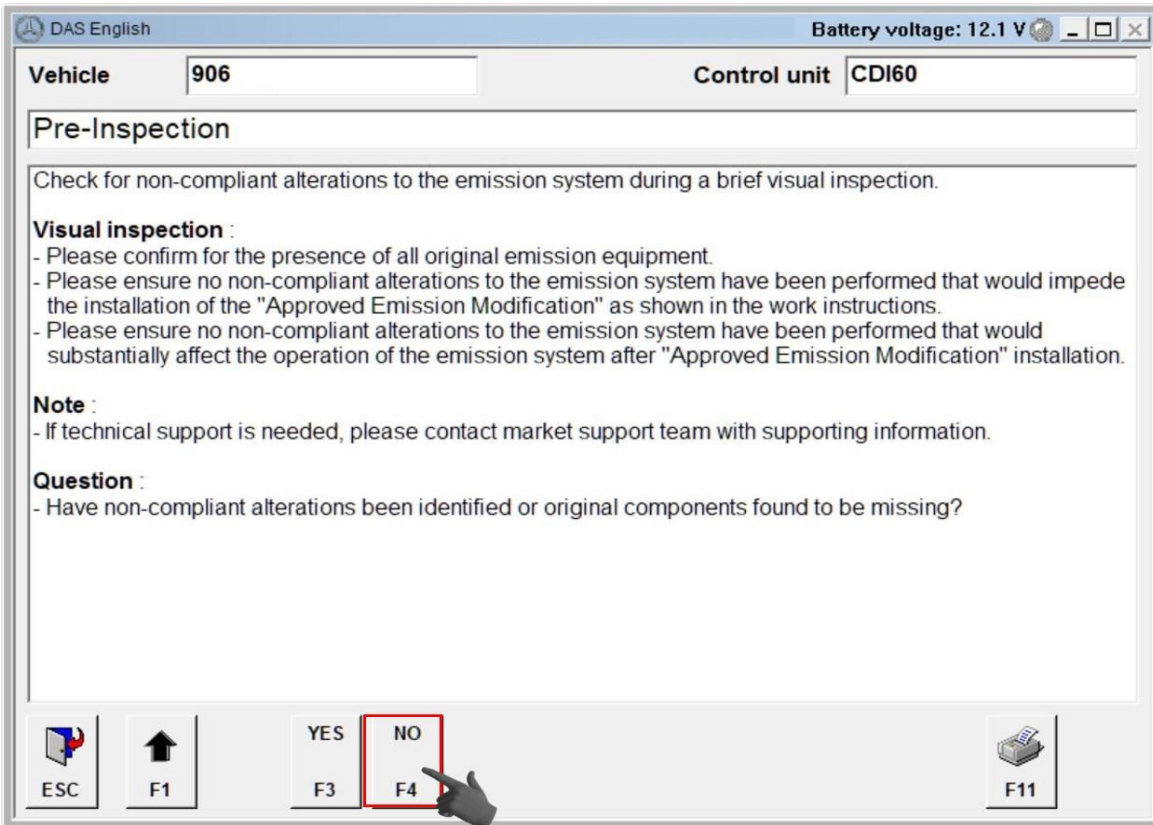 DAS English
Battery voltage: 12.1 V
Vehicle 906 Control unit CDI60
Pre-Inspection
Check for non-compliant alterations to the emission system during a brief visual inspection.
Visual inspection :
- Please confirm for the presence of all original emission equipment.
- Please ensure no non-compliant alterations to the emission system have been performed that would impede
the installation of the "Approved Emission Modification" as shown in the work instructions.
- Please ensure no non-compliant alterations to the emission system have been performed that would
substantially affect the operation of the emission system after "Approved Emission Modification" installation.
Note :
- If technical support is needed, please contact market support team with supporting information.
Question :
- Have non-compliant alterations been identified or original components found to be missing?
YES NO
ESC F1 F3 F4 F11